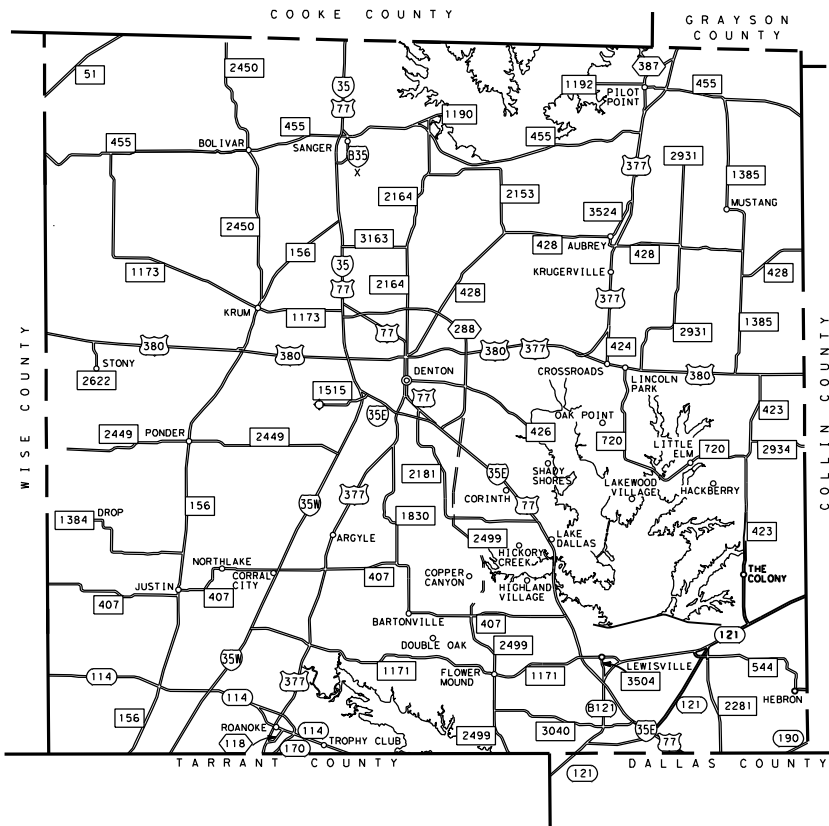 COOKE COUNTY
GRAYSON
COUNTY
51
2450
35
77
387
1192
PILOT
POINT
455
1190
455
455
BOLIVAR
SANGER
B35
X
455
377
2931
1385
2164
2153
3524
MUSTANG
2450
156
3163
428
AUBREY
428
1173
35
77
2164
428
KRUGERVILLE
428
377
KRUM
1173
77
288
2931
1385
WISE COUNTY
COLLIN COUNTY
380
380
380
377
424
STONY
2622
DENTON
CROSSROADS
LINCOLN
PARK
380
1515
77
35E
OAK POINT
423
2449
PONDER
2449
426
720
LITTLE
ELM
720
2934
2181
35E
SHADY
SHORES
LAKEWOOD
VILLAGE
HACKBERRY
DROP
1384
156
35W
377
CORINTH
77
1830
ARGYLE
2499
HICKORY
CREEK
LAKE
DALLAS
423
NORTHLAKE
CORRAL
CITY
407
COPPER
CANYON
HIGHLAND
VILLAGE
THE
COLONY
JUSTIN
407
407
BARTONVILLE
407
DOUBLE OAK
2499
121
35W
1171
FLOWER
MOUND
1171
LEWISVILLE
3504
544
114
377
114
HEBRON
156
B121
121
2281
ROANOKE
114
118
170
TROPHY CLUB
2499
3040
35E
77
190
TARRANT COUNTY
DALLAS COUNTY
121